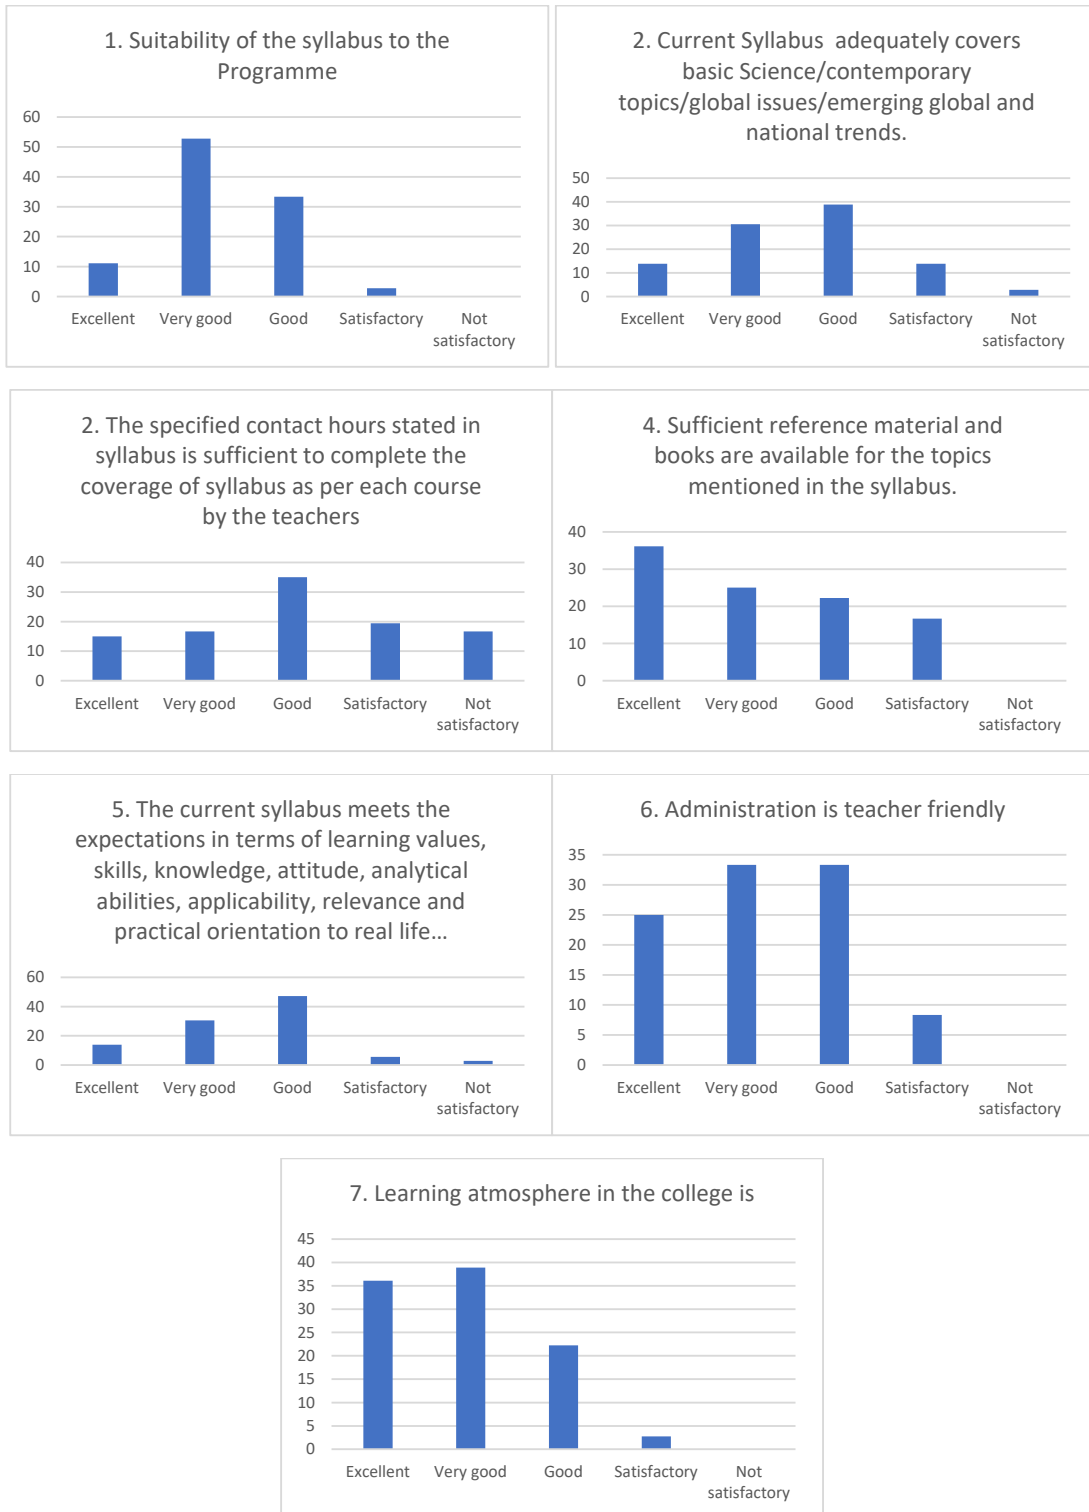 1. Suitability of the syllabus to the
Programme
60
50
40
30
20
10
0
Excellent
Very good
Good
Satisfactory
Not
satisfactory
2. Current Syllabus adequately covers
basic Science/contemporary
topics/global issues/emerging global and
national trends.
50
40
30
20
10
0
Excellent
Very good
Good
Satisfactory
Not
satisfactory
2. The specified contact hours stated in
syllabus is sufficient to complete the
coverage of syllabus as per each course
by the teachers
40
30
20
10
0
Excellent
Very good
Good
Satisfactory
Not
satisfactory
4. Sufficient reference material and
books are available for the topics
mentioned in the syllabus.
40
30
20
10
0
Excellent
Very good
Good
Satisfactory
Not
satisfactory
5. The current syllabus meets the
expectations in terms of learning values,
skills, knowledge, attitude, analytical
abilities, applicability, relevance and
practical orientation to real life…
60
40
20
0
Excellent
Very good
Good
Satisfactory
Not
satisfactory
6. Administration is teacher friendly
35
30
25
20
15
10
5
0
Excellent
Very good
Good
Satisfactory
Not
satisfactory
7. Learning atmosphere in the college is
45
40
35
30
25
20
15
10
5
0
Excellent
Very good
Good
Satisfactory
Not
satisfactory